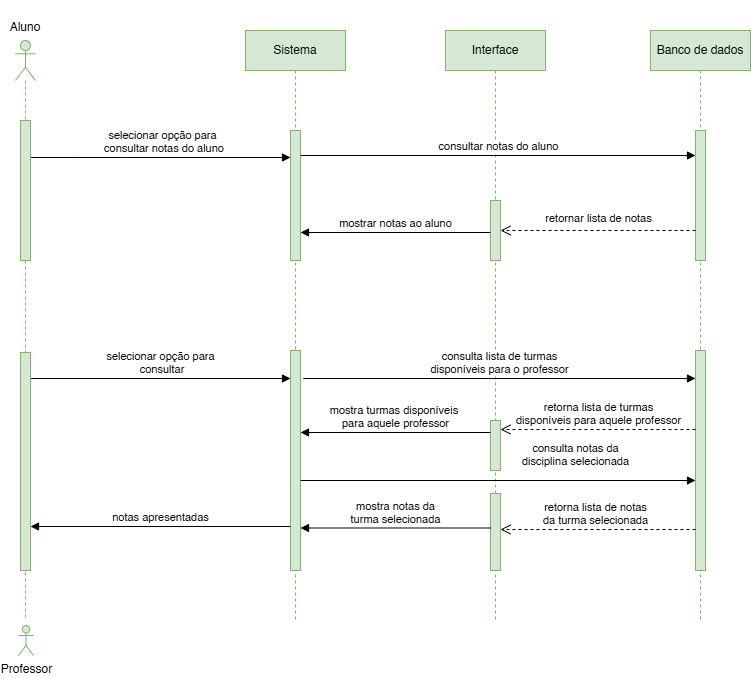 Aluno
Sistema
Interface
Banco de dados
selecionar opção para
consultar notas do aluno
consultar notas do aluno
retornar lista de notas
mostrar notas ao aluno
selecionar opção para
consultar
consulta lista de turmas
disponíveis para o professor
retorna lista de turmas
disponíveis para aquele professor
mostra turmas disponíveis
para aquele professor
consulta notas da
disciplina selecionada
retorna lista de notas
da turma selecionada
mostra notas da
turma selecionada
notas apresentadas
Professor